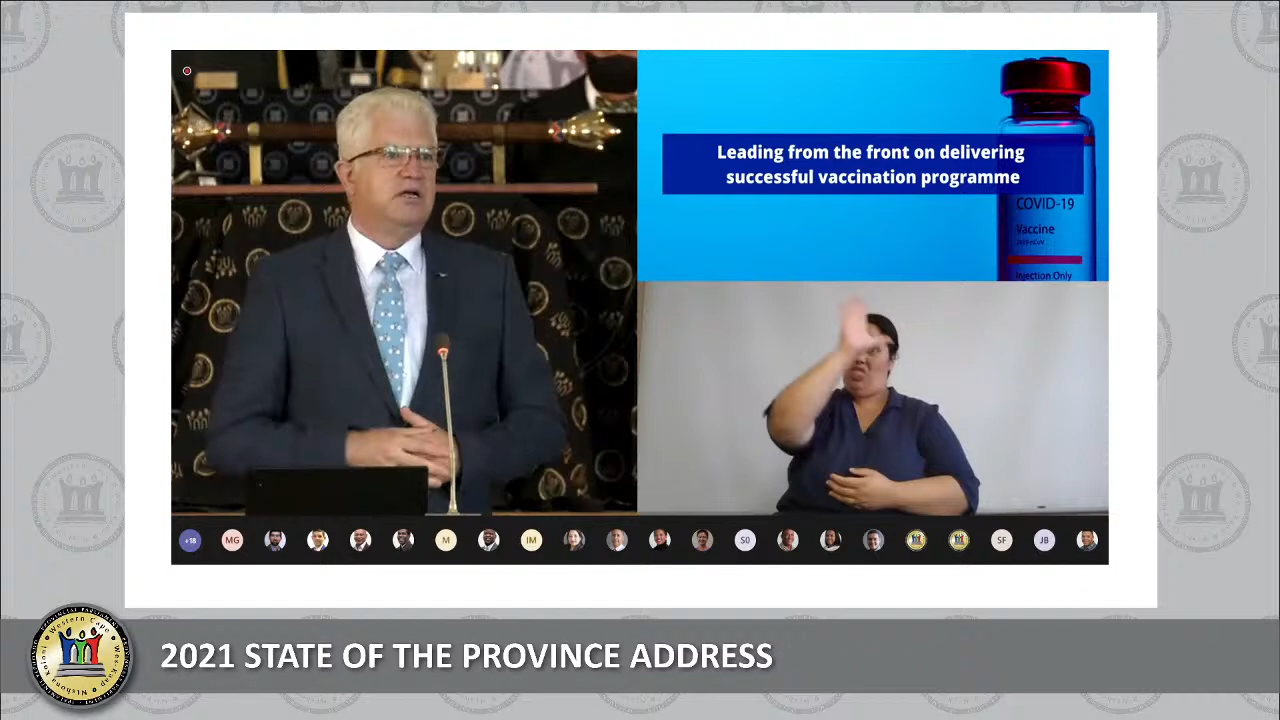 Leading from the front on delivering
successful vaccination programme
COVID-19
Vaccine
Injection Only
+18
MG
M
IM
S0
SF
JB
Western Cape
2021 STATE OF THE PROVINCE ADDRESS